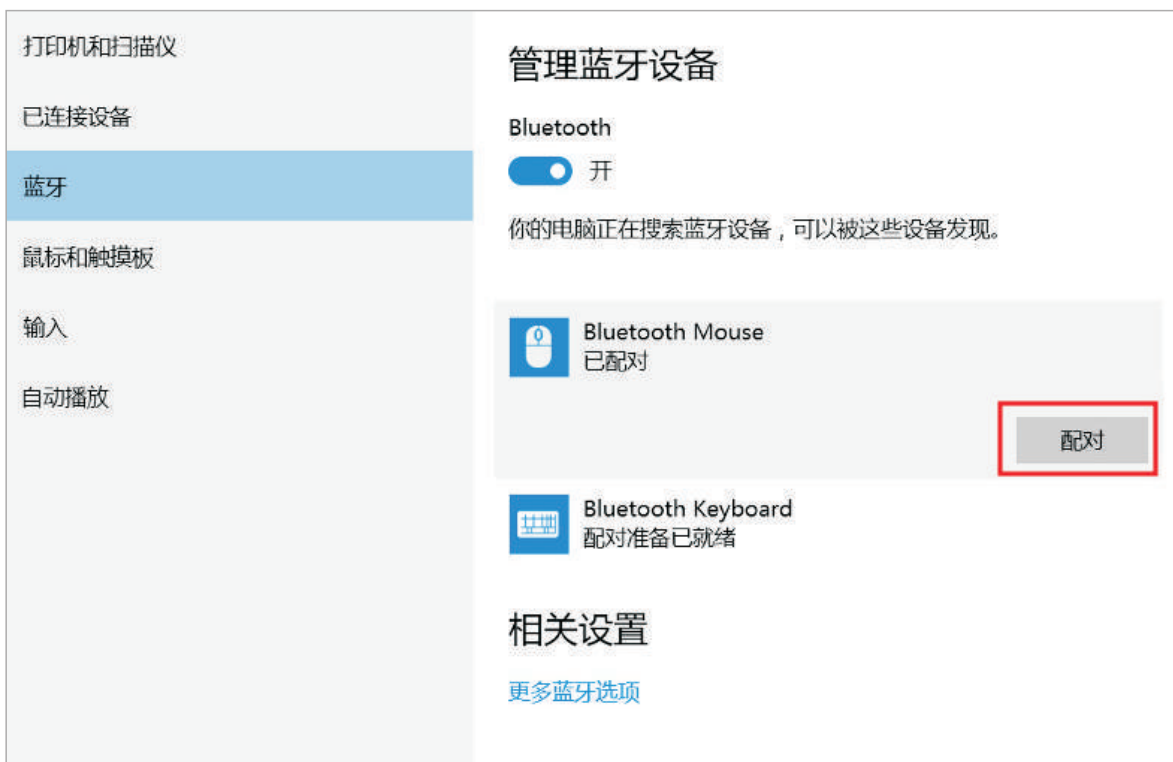 打印机和扫描仪
已连接设备
蓝牙
鼠标和触摸板
输入
自动播放
管理蓝牙设备
Bluetooth
开
你的电脑正在搜索蓝牙设备，可以被这些设备发现。
Bluetooth Mouse
已配对
配对
Bluetooth Keyboard
配对准备已就绪
相关设置
更多蓝牙选项